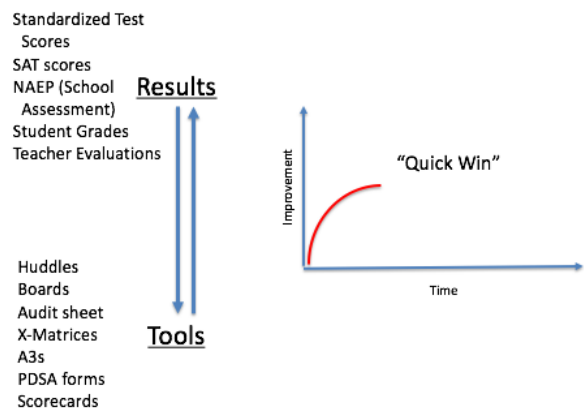 Standardized Test
Scores
SAT scores
NAEP (School
Assessment)
Student Grades
Teacher Evaluations
Results
"Quick Win"
Improvement
Time
Huddles
Boards
Audit sheet
X-Matrices
A3s
PDSA forms
Scorecards
Tools